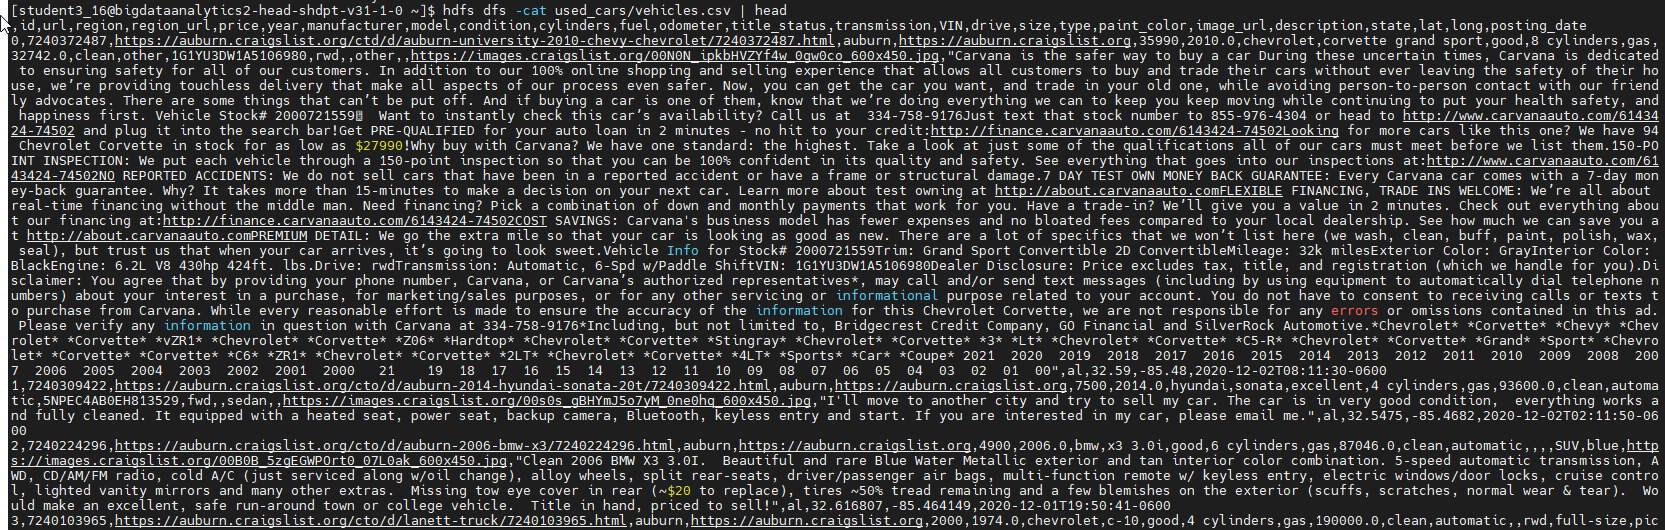 [student3_16@bigdataanalytics2-head-shdpt-v31-1-0 ~]$ hdfs dfs -cat used_cars/vehicles.csv | head
,id,url,region,region_url,price,year,manufacturer,model,condition,cylinders,fuel,odometer,title_status,transmission,VIN,drive,size,type,paint_color,image_url,description,state,lat,long,posting_date
0,7240372487,https://auburn.craigslist.org/ctd/d/auburn-university-2010-chevy-chevrolet/7240372487.html,auburn,https://auburn.craigslist.org,35990,2010.0,chevrolet,corvette grand sport,good,8 cylinders,gas,
32742.0,clean,other,1G1YU3DW1A5106980,rwd,,other,,https://images.craigslist.org/00N0N_ipkbHVZYf4w_0gw0co_600x450.jpg,"Carvana is the safer way to buy a car During these uncertain times, Carvana is dedicated
 to ensuring safety for all of our customers. In addition to our 100% online shopping and selling experience that allows all customers to buy and trade their cars without ever leaving the safety of their ho
use, we're providing touchless delivery that make all aspects of our process even safer. Now, you can get the car you want, and trade in your old one, while avoiding person-to-person contact with our friend
ly advocates. There are some things that can't be put off. And if buying a car is one of them, know that we're doing everything we can to keep you keep moving while continuing to put your health safety, and
 happiness first. Vehicle Stock# 2000721559 Want to instantly check this car's availability? Call us at  334-758-9176Just text that stock number to 855-976-4304 or head to http://www.carvanaauto.com/61434
24-74502 and plug it into the search bar!Get PRE-QUALIFIED for your auto loan in 2 minutes - no hit to your credit:http://finance.carvanaauto.com/6143424-74502Looking for more cars like this one? We have 94
 Chevrolet Corvette in stock for as low as $27990!Why buy with Carvana? We have one standard: the highest. Take a look at just some of the qualifications all of our cars must meet before we list them.150-PO
INT INSPECTION: We put each vehicle through a 150-point inspection so that you can be 100% confident in its quality and safety. See everything that goes into our inspections at:http://www.carvanaauto.com/61
43424-74502NO REPORTED ACCIDENTS: We do not sell cars that have been in a reported accident or have a frame or structural damage.7 DAY TEST OWN MONEY BACK GUARANTEE: Every Carvana car comes with a 7-day mon
ey-back guarantee. Why? It takes more than 15-minutes to make a decision on your next car. Learn more about test owning at http://about.carvanaauto.comFLEXIBLE FINANCING, TRADE INS WELCOME: We're all about 
real-time financing without the middle man. Need financing? Pick a combination of down and monthly payments that work for you. Have a trade-in? We'll give you a value in 2 minutes. Check out everything abou
t our financing at:http://finance.carvanaauto.com/6143424-74502COST SAVINGS: Carvana's business model has fewer expenses and no bloated fees compared to your local dealership. See how much we can save you a
t http://about.carvanaauto.comPREMIUM DETAIL: We go the extra mile so that your car is looking as good as new. There are a lot of specifics that we won't list here (we wash, clean, buff, paint, polish, wax,
 seal), but trust us that when your car arrives, it's going to look sweet.Vehicle Info for Stock# 2000721559Trim: Grand Sport Convertible 2D ConvertibleMileage: 32k milesExterior Color: GrayInterior Color: 
BlackEngine: 6.2L V8 430hp 424ft. lbs.Drive: rwdTransmission: Automatic, 6-Spd w/Paddle ShiftVIN: 1G1YU3DW1A5106980Dealer Disclosure: Price excludes tax, title, and registration (which we handle for you).Di
sclaimer: You agree that by providing your phone number, Carvana, or Carvana's authorized representatives*, may call and/or send text messages (including by using equipment to automatically dial telephone n
umbers) about your interest in a purchase, for marketing/sales purposes, or for any other servicing or informational purpose related to your account. You do not have to consent to receiving calls or texts t
o purchase from Carvana. While every reasonable effort is made to ensure the accuracy of the information for this Chevrolet Corvette, we are not responsible for any errors or omissions contained in this ad.
 Please verify any information in question with Carvana at 334-758-9176*Including, but not limited to, Bridgecrest Credit Company, GO Financial and SilverRock Automotive.*Chevrolet* *Corvette* *Chevy* *Chev
rolet* *Corvette* *vZR1* *Chevrolet* *Corvette* *Z06* *Hardtop* *Chevrolet* *Corvette* *Stingray* *Chevrolet* *Corvette* *3* *Lt* *Chevrolet* *Corvette* *C5-R* *Chevrolet* *Corvette* *Grand* *Sport* *Chevro
let* *Corvette* *Corvette* *C6* *ZR1* *Chevrolet* *Corvette* *2LT* *Chevrolet* *Corvette* *4LT* *Sports* *Car* *Coupe* 2021  2020  2019  2018  2017  2016  2015  2014  2013  2012  2011  2010  2009  2008  200
7  2006  2005  2004  2003  2002  2001  2000   21    19  18  17  16  15  14  13  12  11  10  09  08  07  06  05  04  03  02  01  00",al,32.59,-85.48,2020-12-02T08:11:30-0600
1,7240309422,https://auburn.craigslist.org/cto/d/auburn-2014-hyundai-sonata-20t/7240309422.html,auburn,https://auburn.craigslist.org,7500,2014.0,hyundai,sonata,excellent,4 cylinders,gas,93600.0,clean,automa
tic,5NPEC4AB0EH813529,fwd,,sedan,,https://images.craigslist.org/00s0s_gBHYmJ5o7yM_0ne0hq_600x450.jpg,"I'll move to another city and try to sell my car. The car is in very good condition,  everything works a
nd fully cleaned. It equipped with a heated seat, power seat, backup camera, Bluetooth, keyless entry and start. If you are interested in my car, please email me.",al,32.5475,-85.4682,2020-12-02T02:11:50-06
00
2,7240224296,https://auburn.craigslist.org/cto/d/auburn-2006-bmw-x3/7240224296.html,auburn,https://auburn.craigslist.org,4900,2006.0,bmw,x3 3.0i,good,6 cylinders,gas,87046.0,clean,automatic,,,,SUV,blue,http
s://images.craigslist.org/00B0B_5zgEGWPOrt0_07L0ak_600x450.jpg,"Clean 2006 BMW X3 3.0I.  Beautiful and rare Blue Water Metallic exterior and tan interior color combination. 5-speed automatic transmission, A
WD, CD/AM/FM radio, cold A/C (just serviced along w/oil change), alloy wheels, split rear-seats, driver/passenger air bags, multi-function remote w/ keyless entry, electric windows/door locks, cruise contro
l, lighted vanity mirrors and many other extras.  Missing tow eye cover in rear (~$20 to replace), tires ~50% tread remaining and a few blemishes on the exterior (scuffs, scratches, normal wear & tear).  Wo
uld make an excellent, safe run-around town or college vehicle.  Title in hand, priced to sell!",al,32.616807,-85.464149,2020-12-01T19:50:41-0600
3,7240103965,https://auburn.craigslist.org/cto/d/lanett-truck/7240103965.html,auburn,https://auburn.craigslist.org,2000,1974.0,chevrolet,c-10,good,4 cylinders,gas,190000.0,clean,automatic,,rwd,full-size,pic